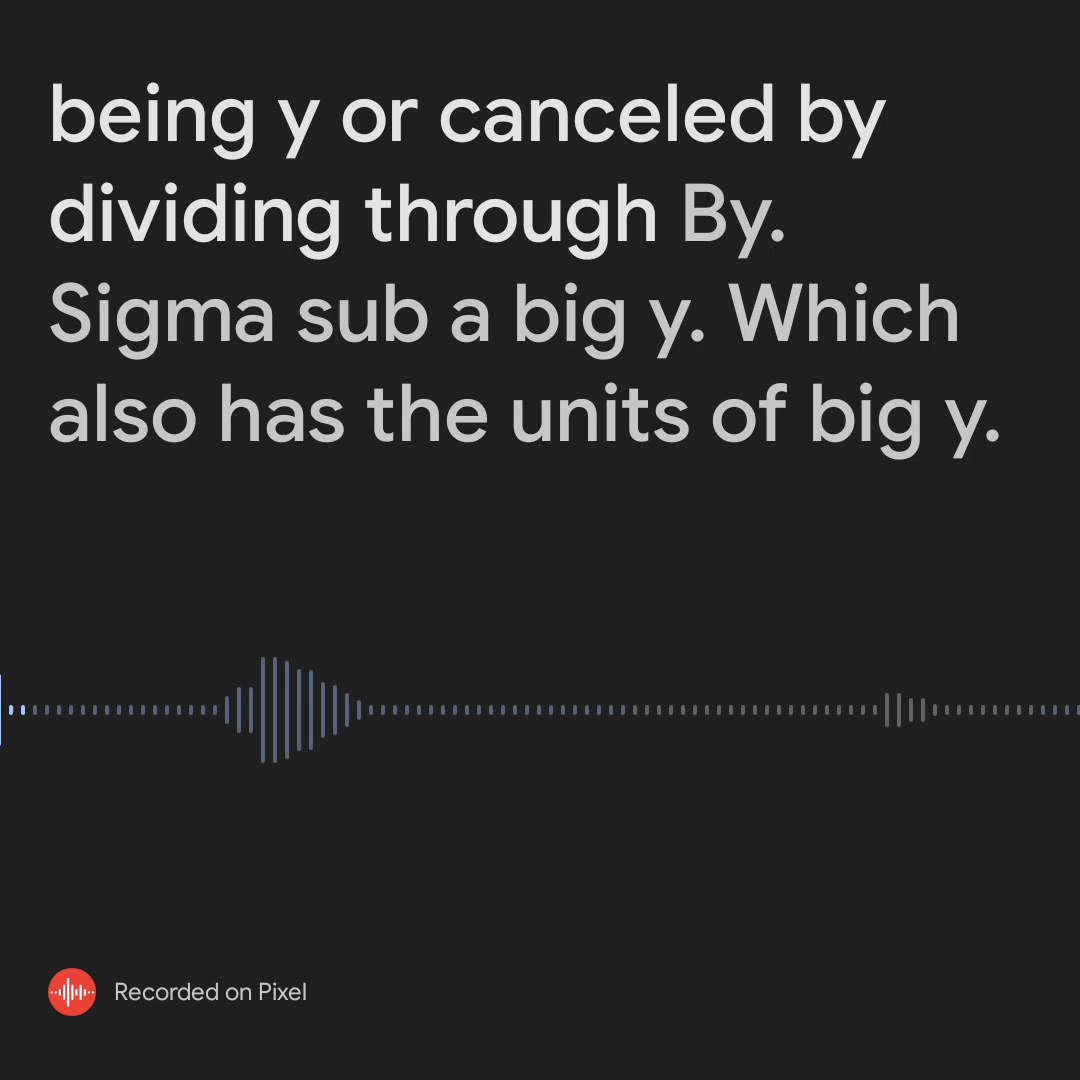 being y or canceled by
dividing through By.
Sigma sub a big y. Which
also has the units of big y.
Recorded on Pixel